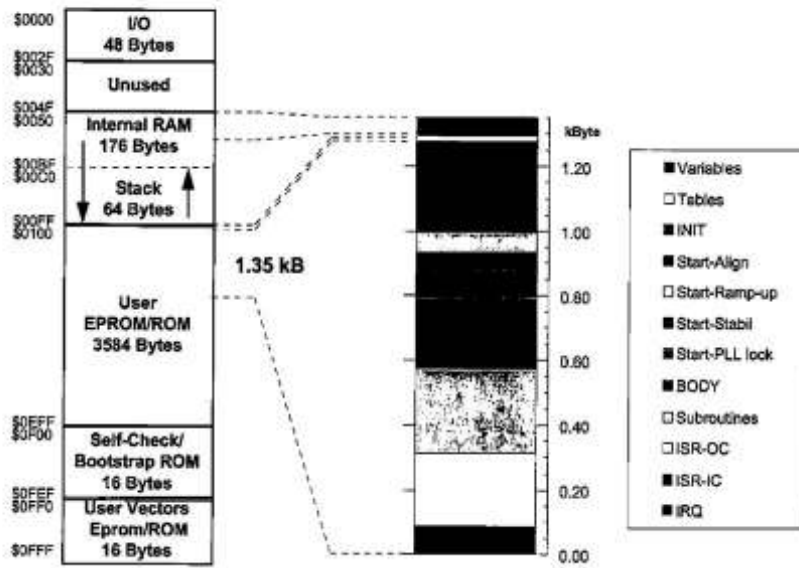 $0000
I/O
48 Bytes
$002F
$0030
Unused
$004F
$0050
Internal RAM
176 Bytes
$00BF
$00C0
Stack
64 Bytes
$00FF
$0100
User
EPROM/ROM
3584 Bytes
$0EFF
$0F00
Self-Check/
Bootstrap ROM
16 Bytes
$0FEF
$0FF0
User Vectors
Eprom/ROM
16 Bytes
$0FFF
1.35 kB
kByte
1.20
1.00
0.80
0.60
0.40
0.20
0.00
Variables
Tables
INIT
Start-Align
Start-Ramp-up
Start-Stabil
Start-PLL lock
BODY
Subroutines
ISR-OC
ISR-IC
IRQ